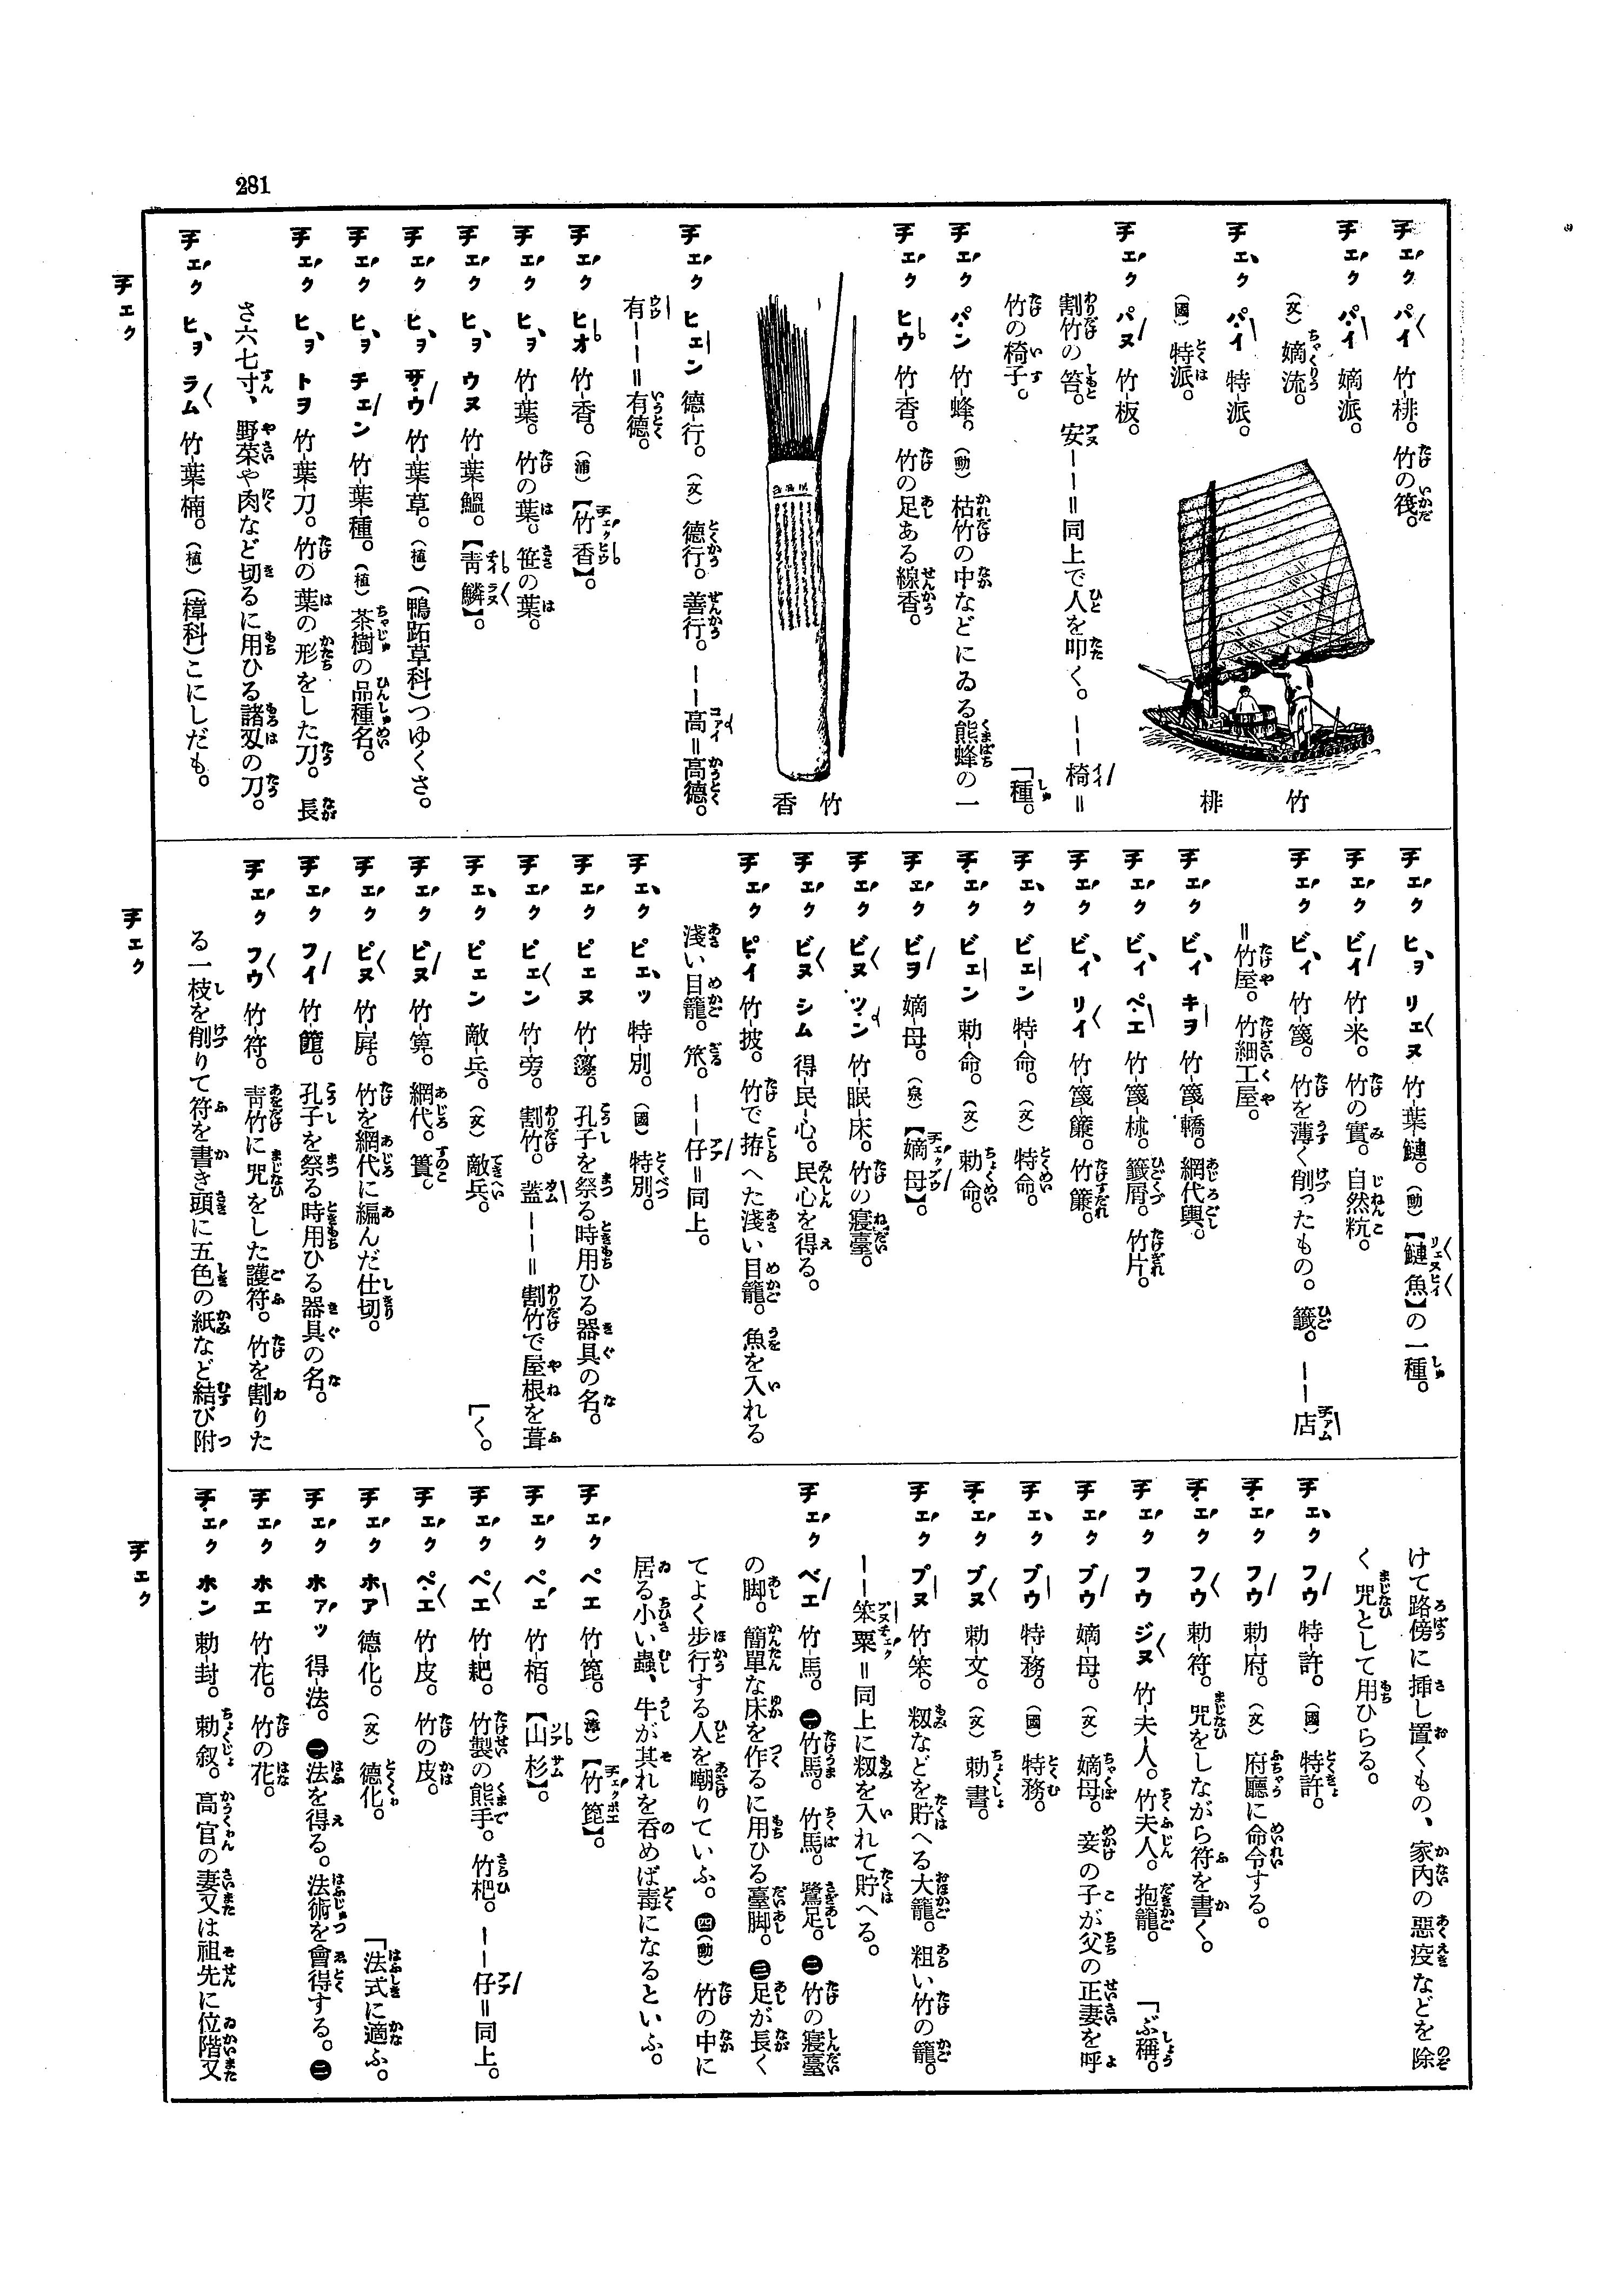 281
チエク パイ 竹-棑。竹の筏。
チエク パイ 嫡-派。
(文) 嫡流。
チエク パイ 特-派。
(國) 特派。
チエク パヌ 竹-板。
割竹の笞。安――=同上で人を叩く。――椅=
竹の椅子。
チエク パン 竹-蜂。(動) 枯竹の中などにゐる熊蜂の一
「種。
チエク ヒウ 竹-香。竹の足ある線香。
竹棑
竹香
チエク ヒエン 德-行。(文) 德行。善行。――高=高德。
有――=有德。
チエク ヒオ 竹-香。(浦)【竹香】。
チエク ヒヲ 竹-葉。竹の葉。笹の葉。
チエク ヒヲ ウヌ 竹-葉-鰮。【靑鱗】。
チエク ヒヲ サウ 竹-葉-草。(植)(鴨跖草科)つゆくさ。
チエク ヒヲ チエン 竹-葉-種。(植) 茶樹の品種名。
チエク ヒヲ トヲ 竹-葉-刀。竹の葉の形をした刀。長
さ六七寸、野菜や肉など切るに用ひる諸刄の刀。
チエク ヒヲ ラム 竹-葉-楠。(植)(樟科)こにしだも。
チエク
チエク ヒヲ リエヌ 竹-葉-鰱。(動)【鰱魚】の一種。
チエク ビイ 竹-米。竹の實。自然粇。
チエク ビイ 竹-篾。竹を薄く削つたもの。籤。――店
=竹屋。竹細工屋。
チエク ビイ キヲ 竹-篾-轎。網代輿。
チエク ビイ ペエ 竹-篾-柹。籤屑。竹片。
チエク ビイ リイ 竹-篾-簾。竹簾。
チエク ビエン 特-命。(文) 特命。
チエク ビエン 勅-命。(文) 勅命。
チエク ビヲ 嫡-母。(泉)【嫡母】。
チエク ビヌ ツン 竹-眠-床。竹の寢臺。
チエク ビヌ シム 得-民-心。民心を得る。
チエク ピイ 竹-披。竹で拵へた淺い目籠。魚を入れる
淺い目籠。笊。――仔=同上。
チエク ピエツ 特-別。(國) 特別。
チエク ピエヌ 竹-籩。孔子を祭る時用ひる器具の名。
チエク ピエン 竹-旁。割竹。蓋――=割竹で屋根を葺
「く。
チエク ピエン 敵-兵。(文) 敵兵。
チエク ピヌ 竹-箅。網代。簀。
チエク ピヌ 竹-屛。竹を網代に編んだ仕切。
チエク フイ 竹-簠。孔子を祭る時用ひる器具の名。
チエク フウ 竹-符。靑竹に咒をした護符。竹を割りた
る一枝を削りて符を書き頭に五色の紙など結び附
チエク
けて路傍に挿し置くもの、家內の惡疫などを除
く咒として用ひらる。
チエク フウ 特-許。(國) 特許。
チエク フウ 勅-府。(文) 府廳に命令する。
チエク フウ 勅-符。咒をしながら符を書く。
チエク フウ ジヌ 竹-夫-人。竹夫人。抱籠。
「ぶ稱。
チエク ブウ 嫡-母。(文) 嫡母。妾の子が父の正妻を呼
チエク ブウ 特-務。(國) 特務。
チエク ブヌ 勅-文。(文) 勅書。
チエク プヌ 竹-笨。籾などを貯へる大籠。粗い竹の籠。
――笨粟=同上に籾を入れて貯へる。
チエク ベエ 竹-馬。㊀竹馬。竹馬。鷺足。㊁竹の寢臺
の脚。簡單な床を作るに用ひる臺脚。㊂足が長く
てよく步行する人を嘲りていふ。㊃(動) 竹の中に
居る小い蟲、牛が其れを呑めば毒になるといふ。
チエク ペエ 竹-箆。(漳)【竹箆】。
チエク ペエ 竹-栢。【山杉】。
チエク ペエ 竹-耙。竹製の熊手。竹杷。――仔=同上。
チエク ペエ 竹-皮。竹の皮。
チエク ホア 德-化。(文) 德化。
「法式に適ふ。
チエク ホアツ 得-法。㊀法を得る。法術を會得する。㊁
チエク ホエ 竹-花。竹の花。
チエク ホン 勅-封。勅叙。高官の妻又は祖先に位階又
チエク